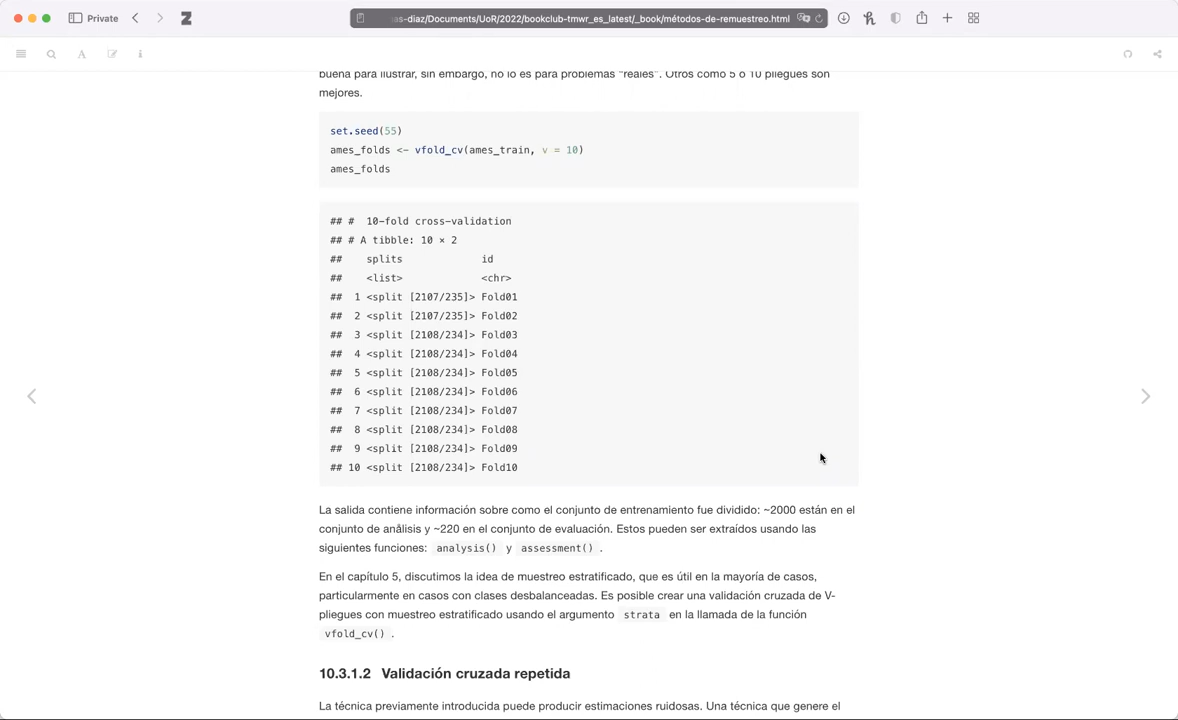 Private
as-diaz/Documents/UoR/2022/bookclub-tmwr_es_latest/_book/métodos-de-remuestreo.html
buena para ilustrar, sin embargo, no lo es para problemas "reales". Otros como 5 o 10 pliegues son
mejores.
set.seed(55)
ames_folds <- vfold_cv(ames_train, v = 10)
ames_folds
## #  10-fold cross-validation
## # A tibble: 10 × 2
##    splits             id
##    <list>             <chr>
##  1 <split [2107/235]> Fold01
##  2 <split [2107/235]> Fold02
##  3 <split [2108/234]> Fold03
##  4 <split [2108/234]> Fold04
##  5 <split [2108/234]> Fold05
##  6 <split [2108/234]> Fold06
##  7 <split [2108/234]> Fold07
##  8 <split [2108/234]> Fold08
##  9 <split [2108/234]> Fold09
## 10 <split [2108/234]> Fold10
La salida contiene información sobre como el conjunto de entrenamiento fue dividido: ~2000 están en el
conjunto de análisis y ~220 en el conjunto de evaluación. Estos pueden ser extraídos usando las
siguientes funciones: analysis() y assessment() .
En el capítulo 5, discutimos la idea de muestreo estratificado, que es útil en la mayoría de casos,
particularmente en casos con clases desbalanceadas. Es posible crear una validación cruzada de V-
pliegues con muestreo estratificado usando el argumento strata en la llamada de la función
vfold_cv() .
10.3.1.2 Validación cruzada repetida
La técnica previamente introducida puede producir estimaciones ruidosas. Una técnica que genere el